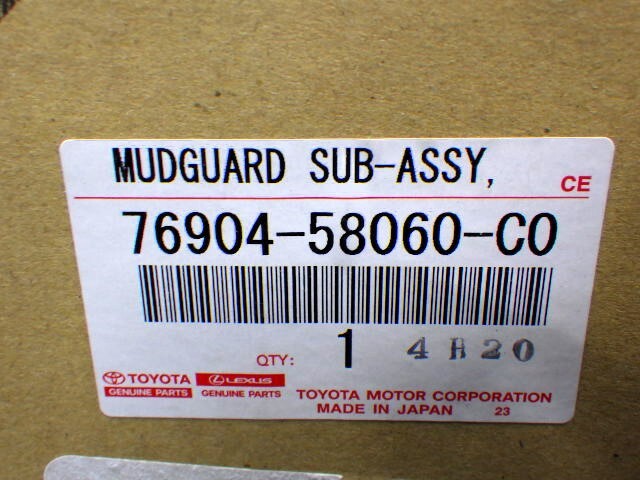 MUDGUARD SUB-ASSY,
CE
76904-58060-C0
QTY: 1 4H20
TOYOTA LEXUS
GENUINE PARTS GENUINE PARTS
TOYOTA MOTOR CORPORATION
MADE IN JAPAN 23